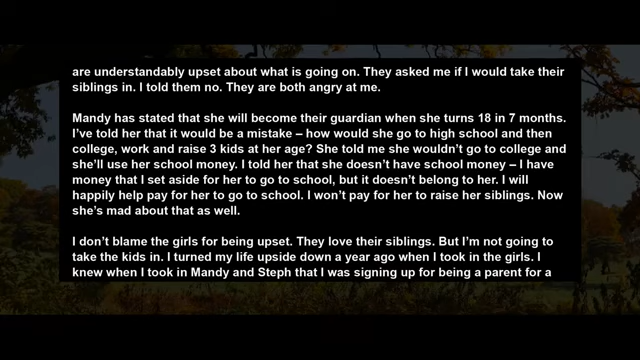 are understandably upset about what is going on. They asked me if I would take their
siblings in. I told them no. They are both angry at me.
Mandy has stated that she will become their guardian when she turns 18 in 7 months.
I've told her that it would be a mistake – how would she go to high school and then
college, work and raise 3 kids at her age? She told me she wouldn't go to college and
she'll use her school money. I told her that she doesn't have school money – I have
money that I set aside for her to go to school, but it doesn't belong to her. I will
happily help pay for her to go to school. I won't pay for her to raise her siblings. Now
she's mad about that as well.
I don't blame the girls for being upset. They love their siblings. But I'm not going to
take the kids in. I turned my life upside down a year ago when I took in the girls. I
knew when I took in Mandy and Steph that I was signing up for being a parent for a